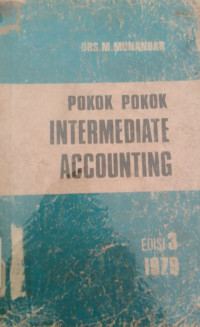 DRS. M. MUNANDAR
POKOK POKOK
INTERMEDIATE
ACCOUNTING
EDISI 3
1979